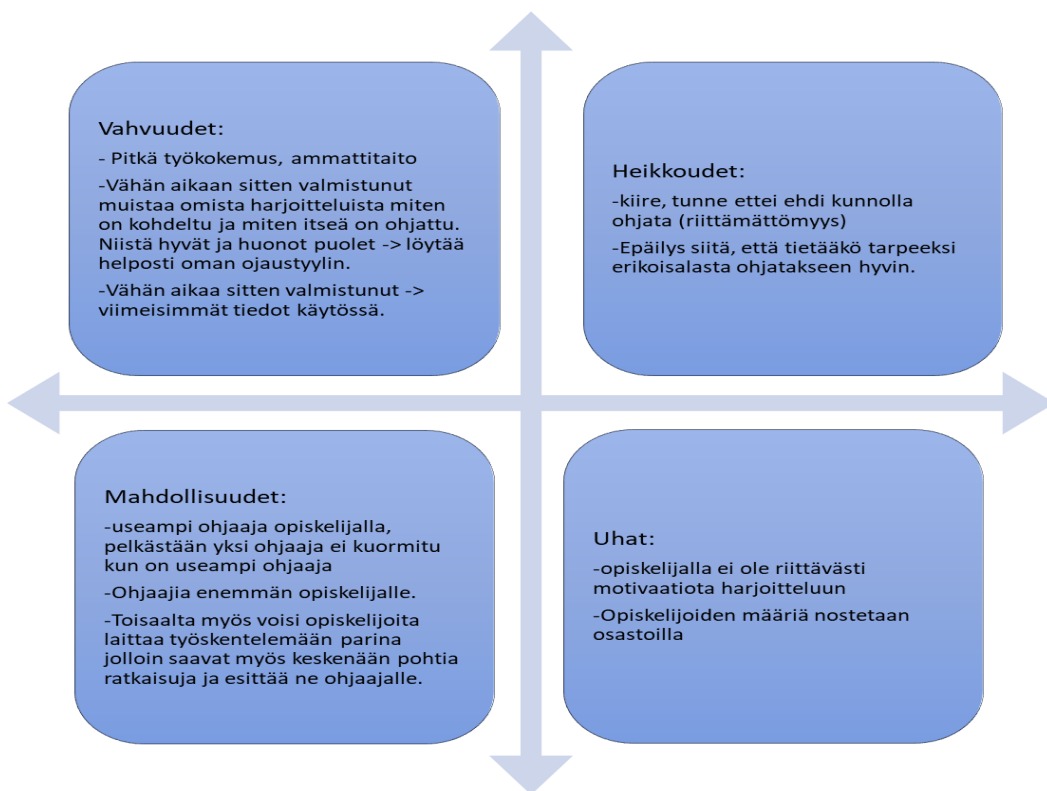 Vahvuudet:
- Pitkä työkokemus, ammattitaito
-Vähän aikaan sitten valmistunut
muistaa omista harjoitteluista miten
on kohdeltu ja miten itseä on ohjattu.
Niistä hyvät ja huonot puolet -> löytää
helposti oman ojaustyylin.
-Vähän aikaa sitten valmistunut ->
viimeisimmät tiedot käytössä.
Heikkoudet:
-kiire, tunne ettei ehdi kunnolla
ohjata (riittämättömyys)
-Epäilys siitä, että tietääkö tarpeeksi
erikoisalasta ohjatakseen hyvin.
Mahdollisuudet:
-useampi ohjaaja opiskelijalla,
pelkästään yksi ohjaaja ei kuormitu
kun on useampi ohjaaja
-Ohjaajia enemmän opiskelijalle.
-Toisaalta myös voisi opiskelijoita
laittaa työskentelemään parina
jolloin saavat myös keskenään pohtia
ratkaisuja ja esittää ne ohjaajalle.
Uhat:
-opiskelijalla ei ole riittävästi
motivaatiota harjoitteluun
-Opiskelijoiden määriä nostetaan
osastoilla